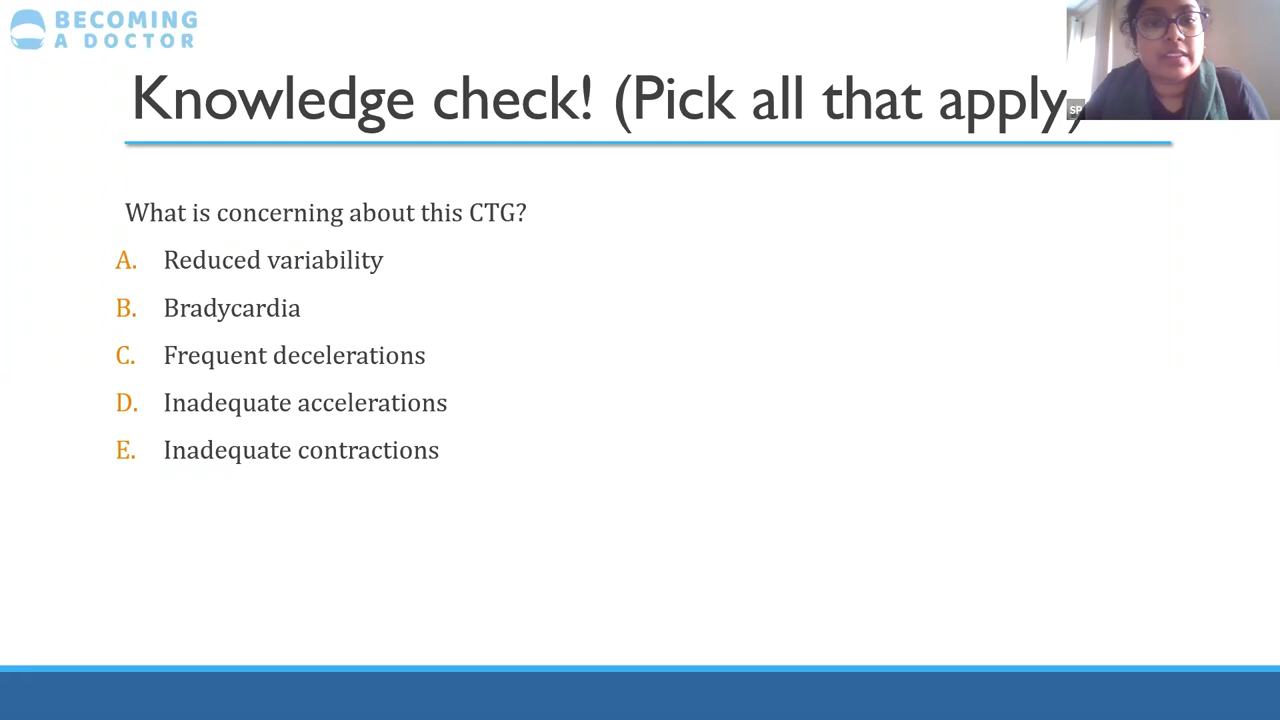 BECOMING
A DOCTOR
Knowledge check! (Pick all that apply)
SP
What is concerning about this CTG?
A. Reduced variability
B. Bradycardia
C. Frequent decelerations
D. Inadequate accelerations
E. Inadequate contractions